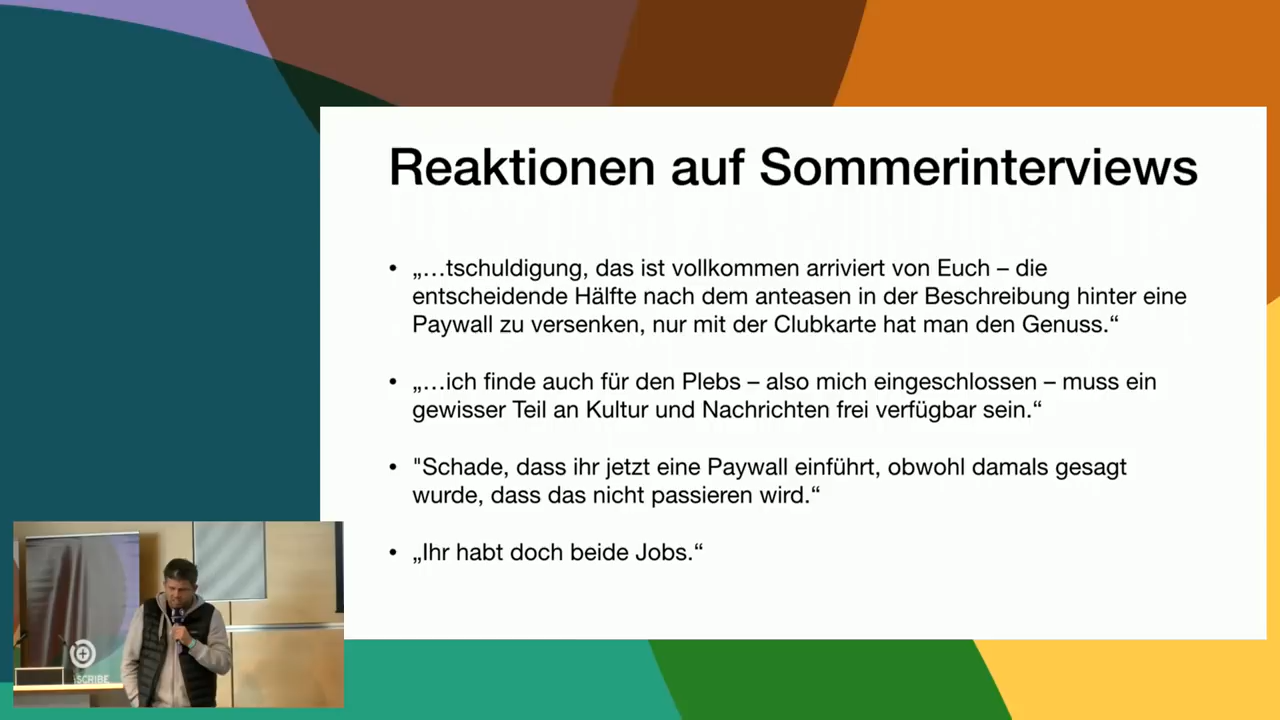 Reaktionen auf Sommerinterviews
• „…tschuldigung, das ist vollkommen arriviert von Euch – die
entscheidende Hälfte nach dem anteasen in der Beschreibung hinter eine
Paywall zu versenken, nur mit der Clubkarte hat man den Genuss.“
• „…ich finde auch für den Plebs – also mich eingeschlossen – muss ein
gewisser Teil an Kultur und Nachrichten frei verfügbar sein.“
• "Schade, dass ihr jetzt eine Paywall einführt, obwohl damals gesagt
wurde, dass das nicht passieren wird.“
• „Ihr habt doch beide Jobs.“
SCRIBE